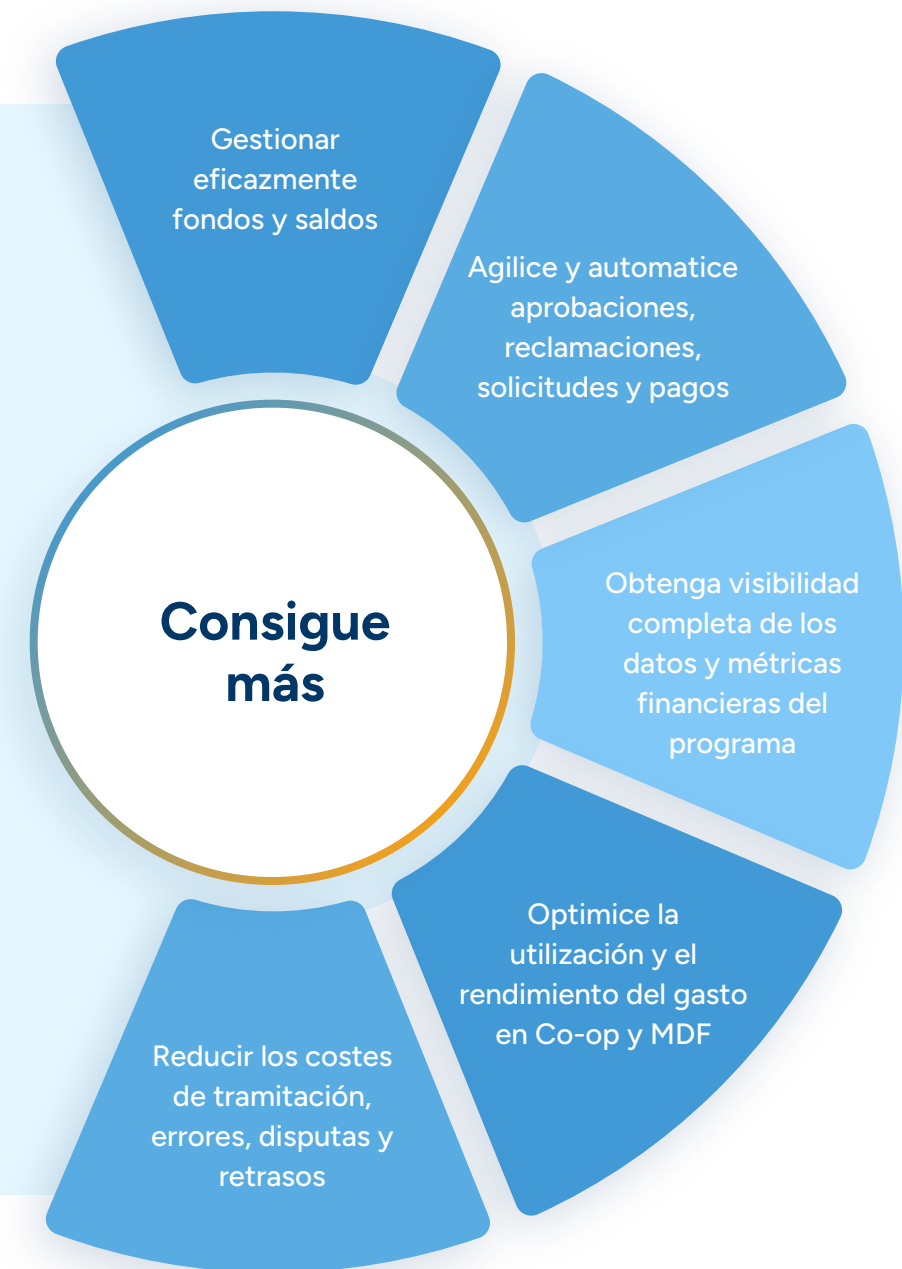 Gestionar
eficazmente
fondos y saldos
Agilice y automatice
aprobaciones,
reclamaciones,
solicitudes y pagos
Obtenga visibilidad
completa de los
datos y métricas
financieras del
programa
Consigue
más
Optimice la
utilización y el
rendimiento del gasto
en Co-op y MDF
Reducir los costes
de tramitación,
errores, disputas y
retrasos